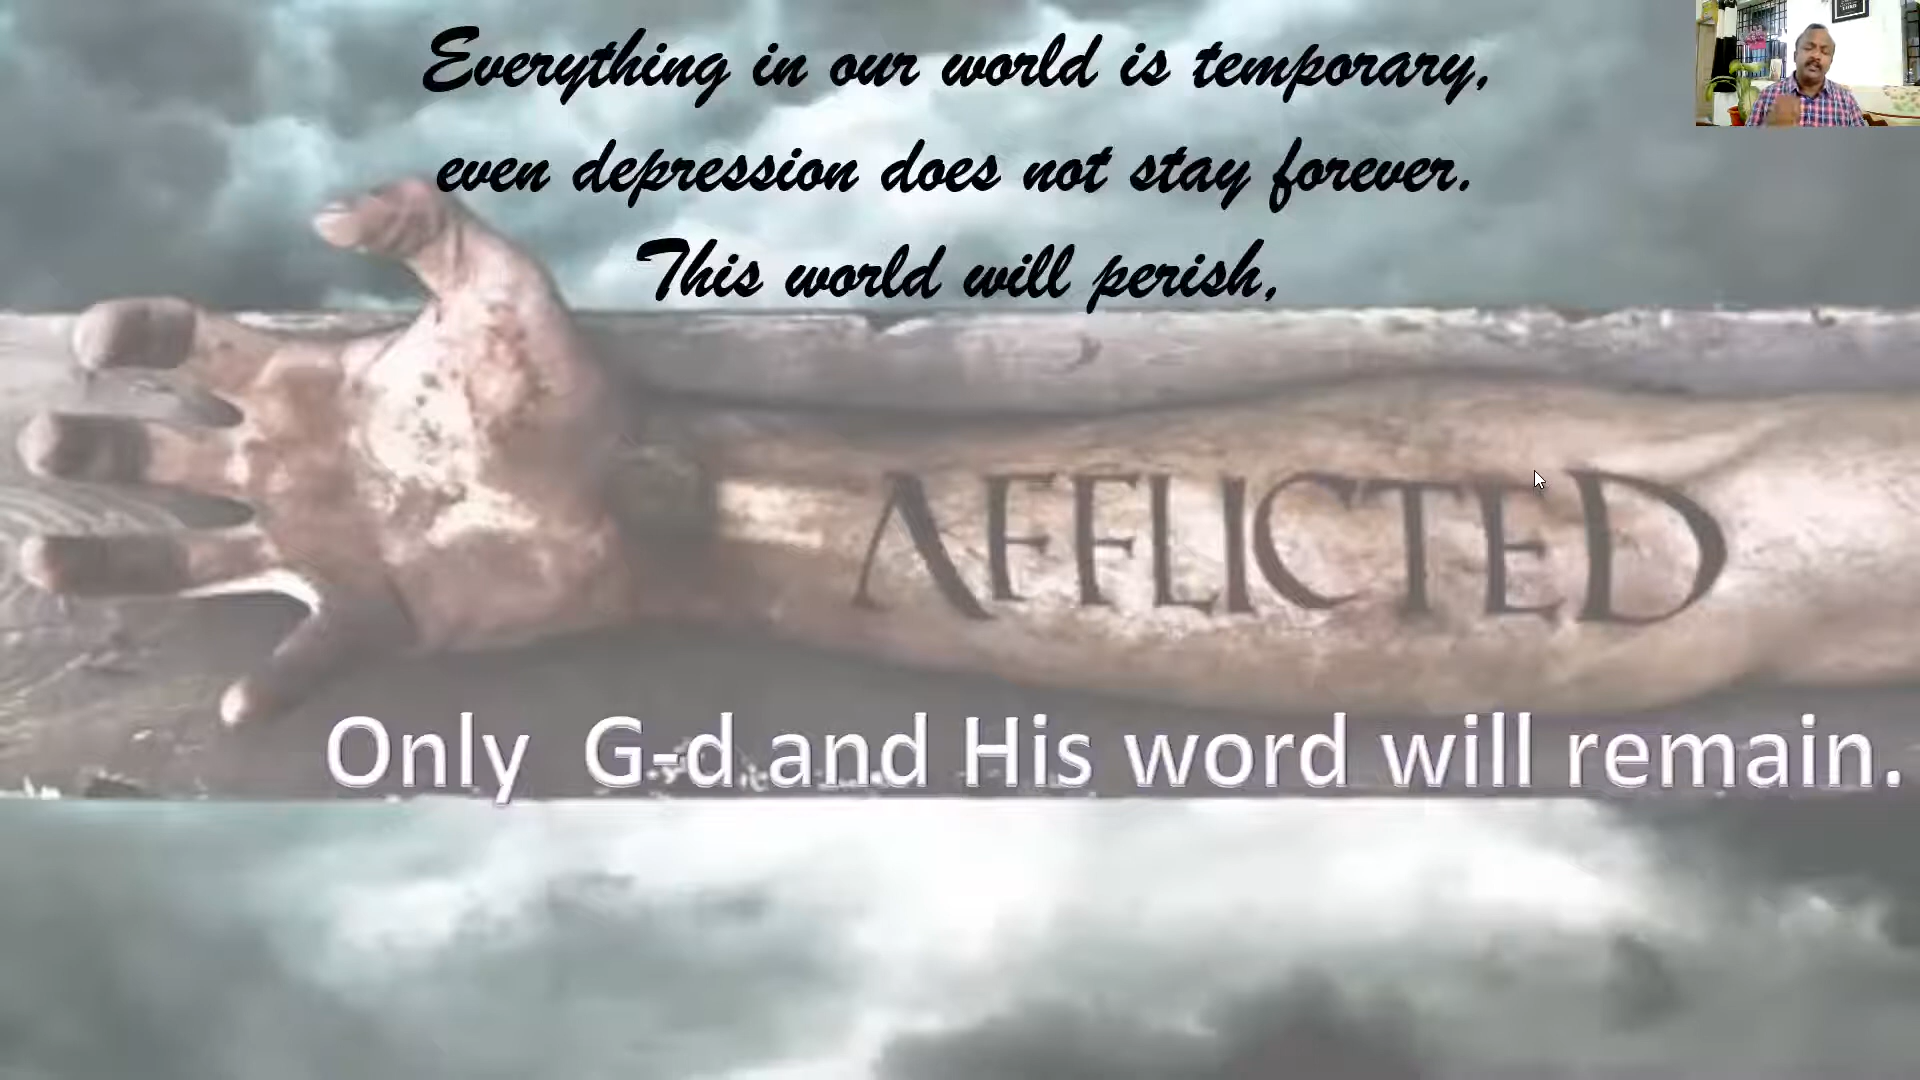 Everything in our world is temporary,
even depression does not stay forever.
This world will perish,
AFFLICTED
Only G-d and His word will remain.